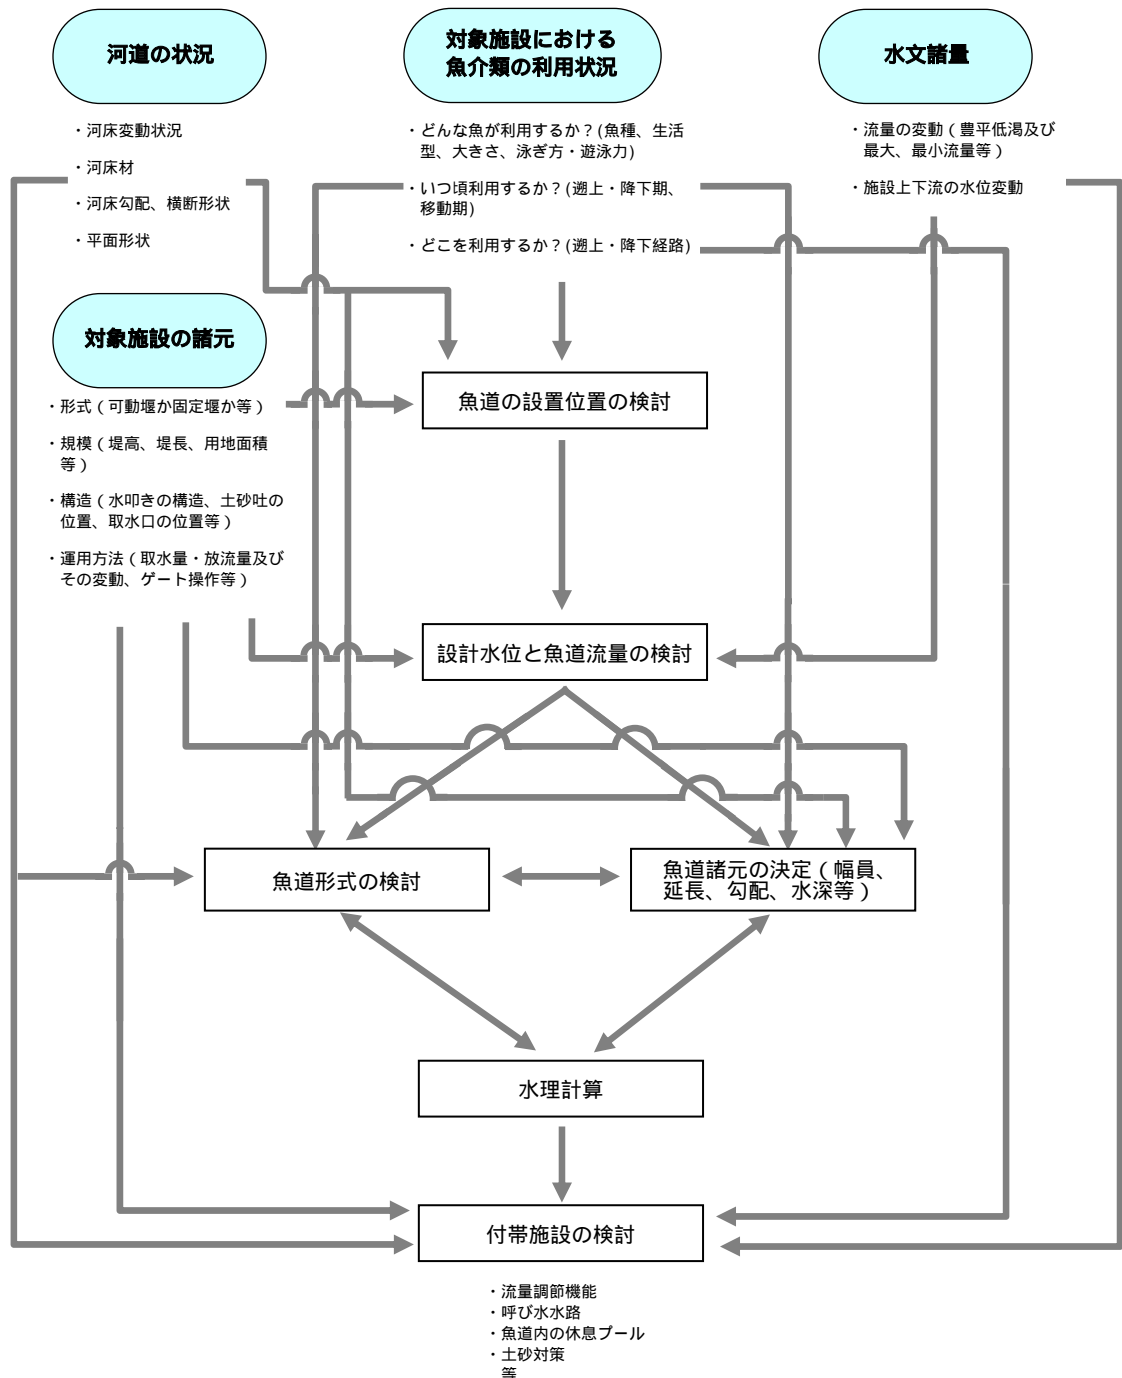 河道の状況
・河床変動状況
・河床材
・河床勾配、横断形状
・平面形状
対象施設における
魚介類の利用状況
・どんな魚が利用するか？(魚種、生活
型、大きさ、泳ぎ方・遊泳力)
・いつ頃利用するか？(遡上・降下期、
移動期)
・どこを利用するか？(遡上・降下経路)
水文諸量
・流量の変動（豊平低渇及び
最大、最小流量等）
・施設上下流の水位変動
対象施設の諸元
・形式（可動堰か固定堰か等）
・規模（堤高、堤長、用地面積
等）
・構造（水叩きの構造、土砂吐の
位置、取水口の位置等）
・運用方法（取水量・放流量及び
その変動、ゲート操作等）
魚道の設置位置の検討
設計水位と魚道流量の検討
魚道形式の検討
魚道諸元の決定（幅員、
延長、勾配、水深等）
水理計算
付帯施設の検討
・流量調節機能
・呼び水水路
・魚道内の休息プール
・土砂対策
等